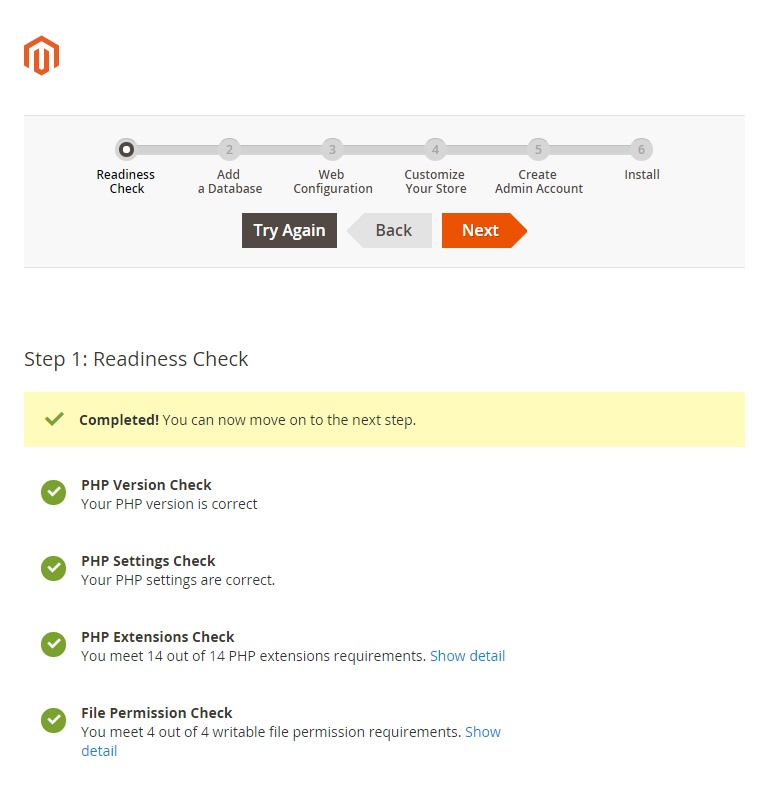 2 3 4 5 6
Readiness Check
Add a Database
Web Configuration
Customize Your Store
Create Admin Account
Install
Try Again
Back
Next
Step 1: Readiness Check
Completed! You can now move on to the next step.
PHP Version Check
Your PHP version is correct
PHP Settings Check
Your PHP settings are correct.
PHP Extensions Check
You meet 14 out of 14 PHP extensions requirements. Show detail
File Permission Check
You meet 4 out of 4 writable file permission requirements. Show
detail